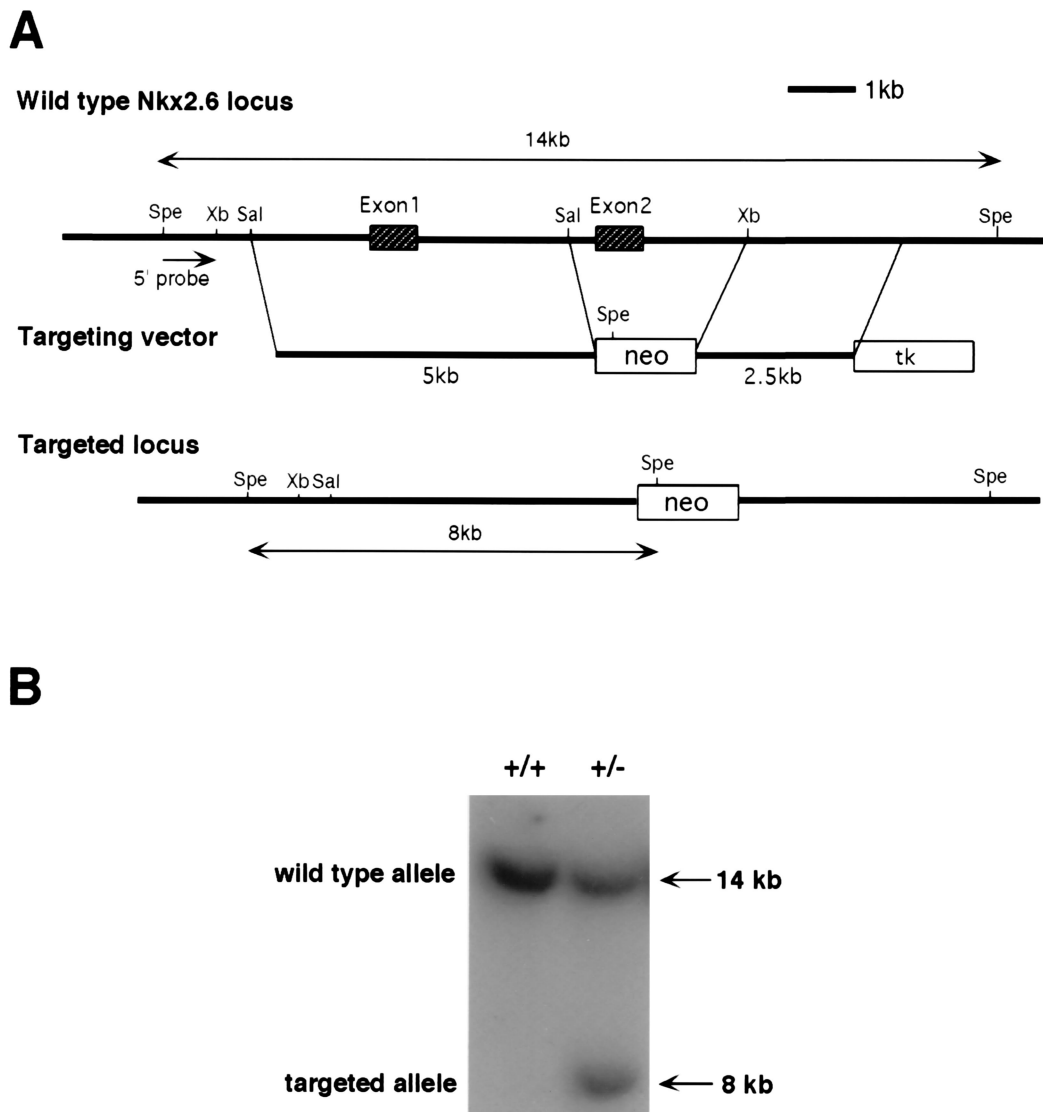 A
Wild type Nkx2.6 locus
1kb
14kb
Spe Xb Sal Exon1 Sal Exon2 Xb Spe
5' probe
Targeting vector
Spe
neo
tk
5kb
2.5kb
Targeted locus
Spe Xb Sal Spe Spe
neo
8kb
B
+/+ +/-
wild type allele
14 kb
targeted allele
8 kb